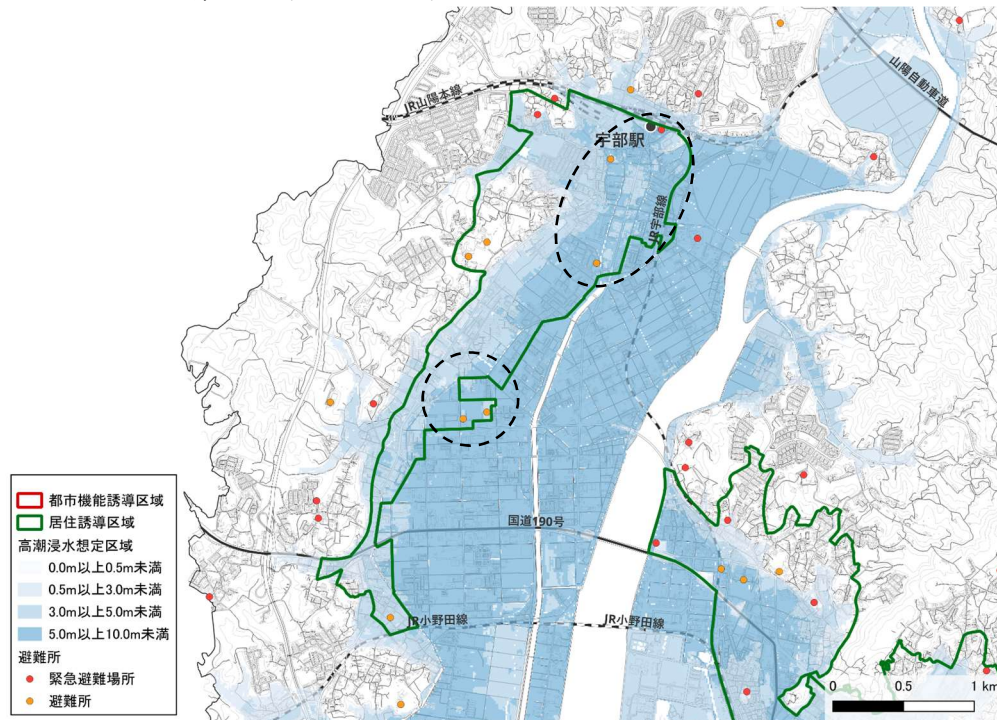 JR山陽本線
山陽自動車道
宇部駅
JR宇部線
国道190号
JR小野田線
JR小野田線
都市機能誘導区域
居住誘導区域
高潮浸水想定区域
0.0m以上0.5m未満
0.5m以上3.0m未満
3.0m以上5.0m未満
5.0m以上10.0m未満
避難所
緊急避難場所
避難所
0 0.5 1 km